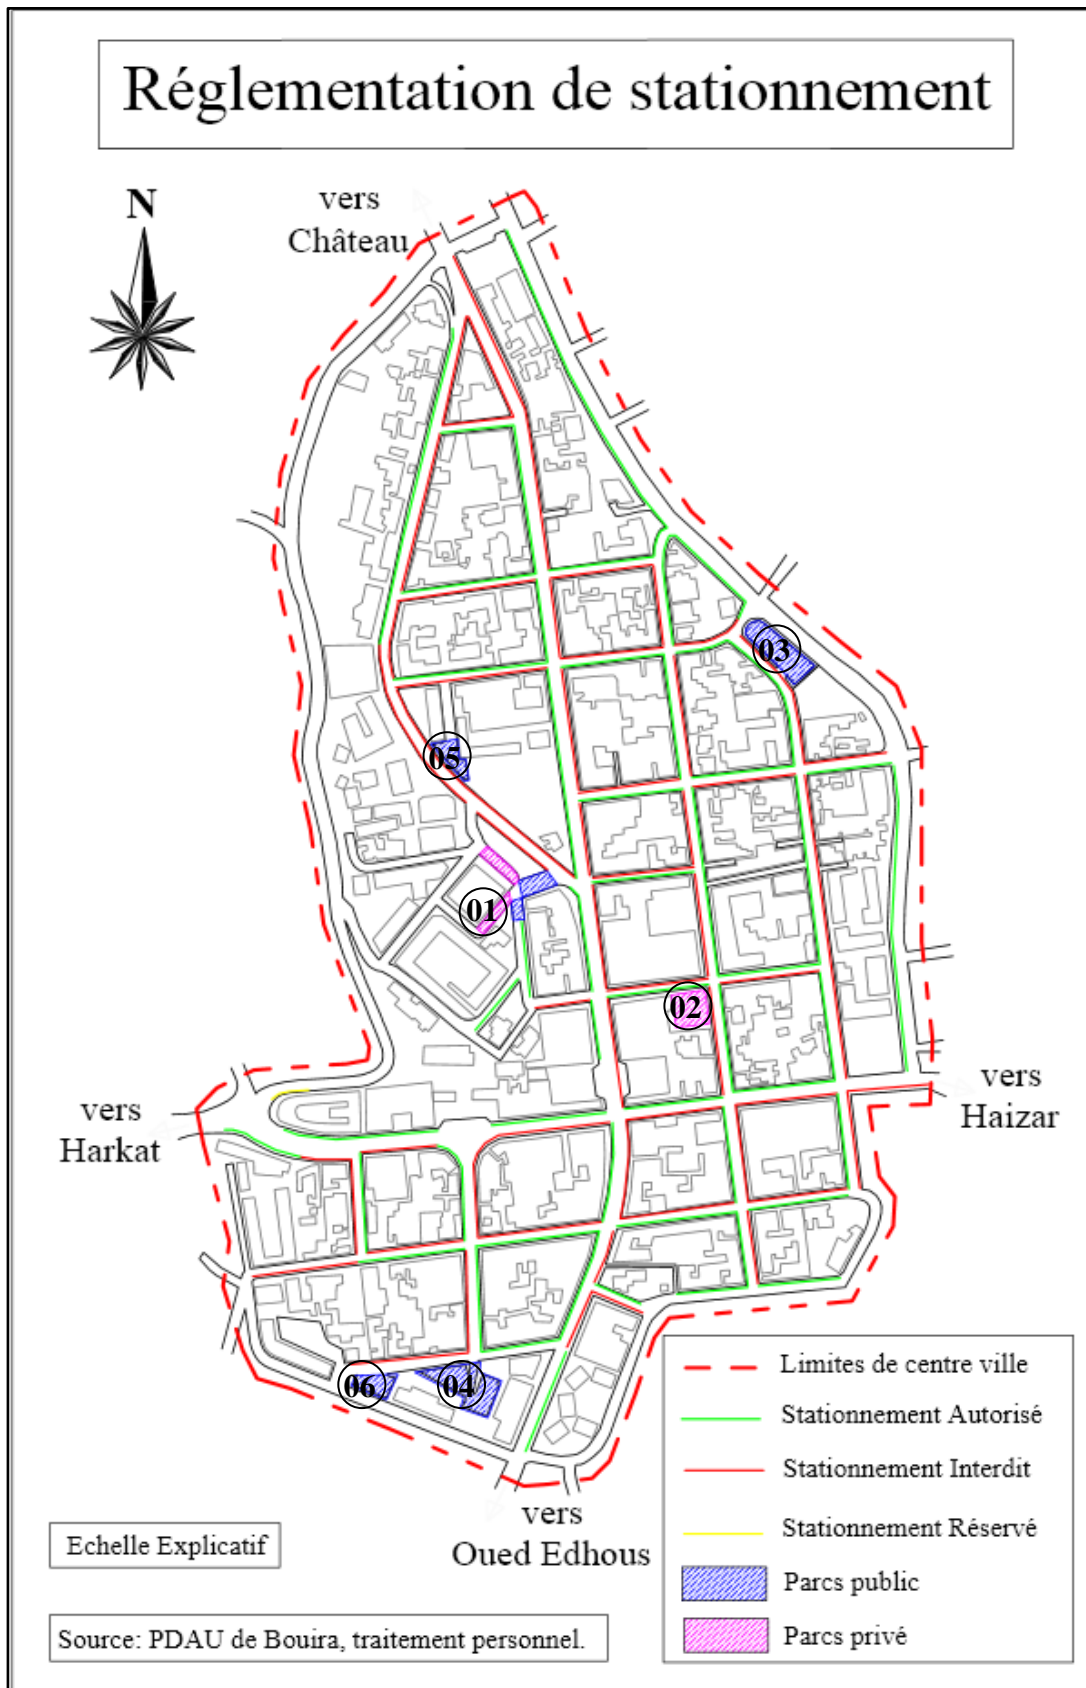 Réglementation de stationnement
N
vers
Château
03
05
01
02
vers
Haizar
vers
Harkat
06
04
vers
Oued Edhous
Limites de centre ville
Stationnement Autorisé
Stationnement Interdit
Stationnement Réservé
Parcs public
Parcs privé
Echelle Explicatif
Source: PDAU de Bouira, traitement personnel.